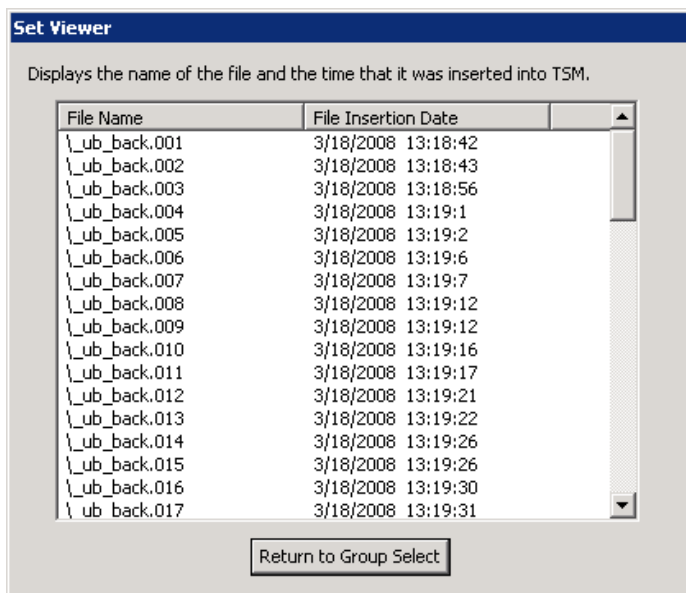 Set Viewer
Displays the name of the file and the time that it was inserted into TSM.
File Name File Insertion Date
\_ub_back.001 3/18/2008 13:18:42
\_ub_back.002 3/18/2008 13:18:43
\_ub_back.003 3/18/2008 13:18:56
\_ub_back.004 3/18/2008 13:19:1
\_ub_back.005 3/18/2008 13:19:2
\_ub_back.006 3/18/2008 13:19:6
\_ub_back.007 3/18/2008 13:19:7
\_ub_back.008 3/18/2008 13:19:12
\_ub_back.009 3/18/2008 13:19:12
\_ub_back.010 3/18/2008 13:19:16
\_ub_back.011 3/18/2008 13:19:17
\_ub_back.012 3/18/2008 13:19:21
\_ub_back.013 3/18/2008 13:19:22
\_ub_back.014 3/18/2008 13:19:26
\_ub_back.015 3/18/2008 13:19:26
\_ub_back.016 3/18/2008 13:19:30
\_ub_back.017 3/18/2008 13:19:31
Return to Group Select